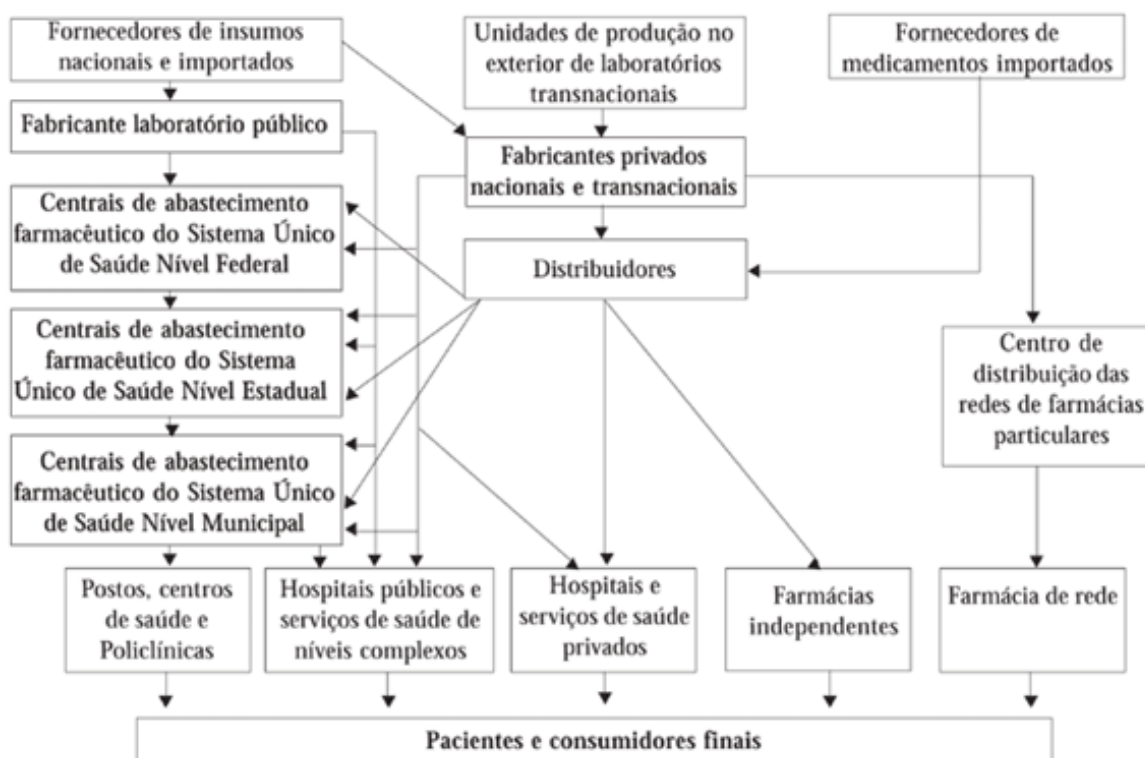 Fornecedores de insumos
nacionais e importados
Unidades de produção no
exterior de laboratórios
transnacionais
Fornecedores de
medicamentos importados
Fabricante laboratório público
Fabricantes privados
nacionais e transnacionais
Centrais de abastecimento
farmacêutico do Sistema Único
de Saúde Nível Federal
Distribuidores
Centrais de abastecimento
farmacêutico do Sistema
Único de Saúde Nível Estadual
Centro de
distribuição das
redes de farmácias
particulares
Centrais de abastecimento
farmacêutico do Sistema Único
de Saúde Nível Municipal
Postos, centros
de saúde e
Policlínicas
Hospitais públicos e
serviços de saúde de
níveis complexos
Hospitais e
serviços de saúde
privados
Farmácias
independentes
Farmácia de rede
Pacientes e consumidores finais